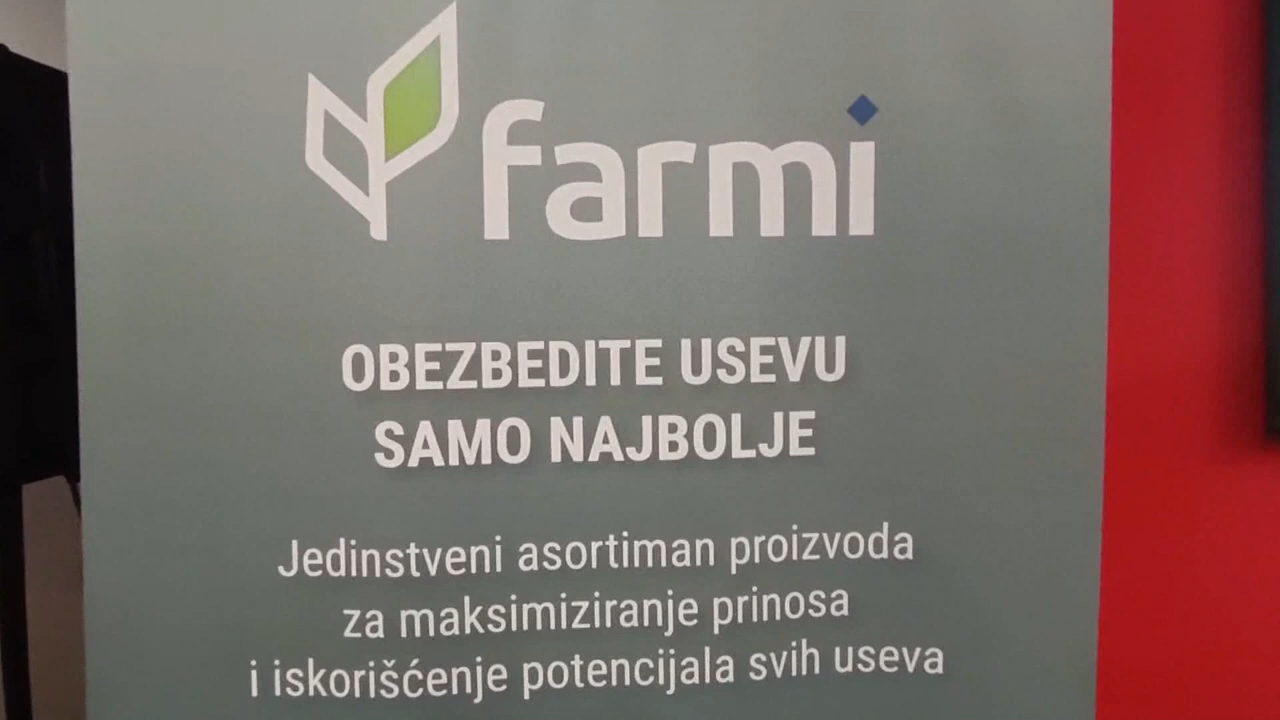 farmi
OBEZBEDITE USEVU
SAMO NAJBOLJE
Jedinstveni asortiman proizvoda
za maksimiziranje prinosa
i iskorišćenje potencijala svih useva